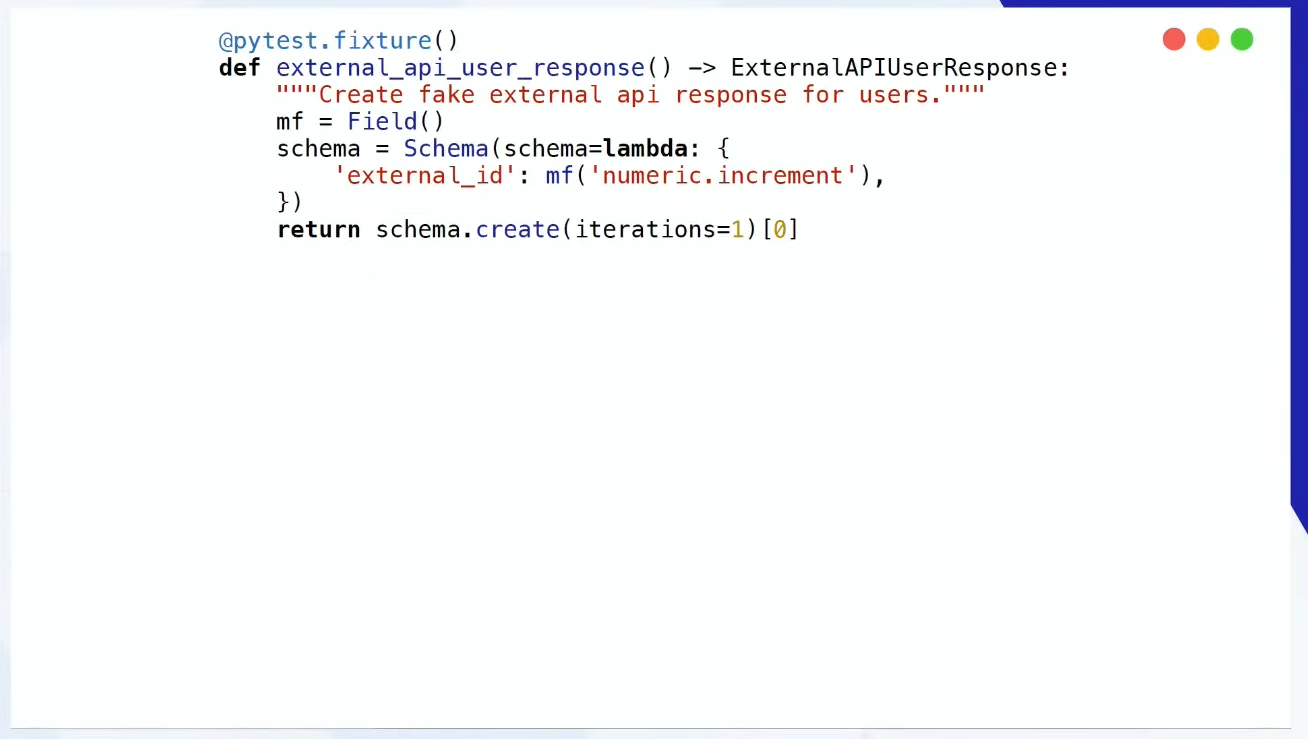 @pytest.fixture()
def external_api_user_response() -> ExternalAPIUserResponse:
    """Create fake external api response for users."""
    mf = Field()
    schema = Schema(schema=lambda: {
        'external_id': mf('numeric.increment'),
    })
    return schema.create(iterations=1)[0]